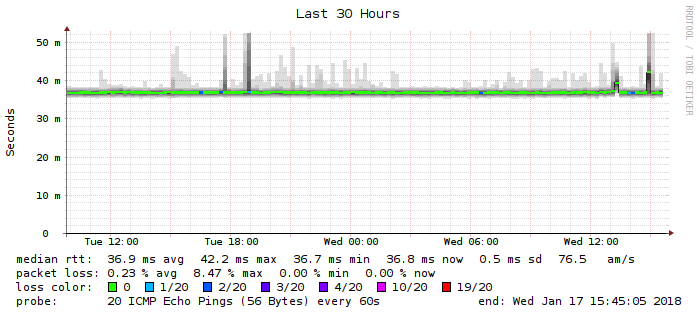 Last 30 Hours
RRDTOOL / TOBI OETIKER
Seconds
50 m
40 m
30 m
20 m
10 m
0
Tue 12:00 Tue 18:00 Wed 00:00 Wed 06:00 Wed 12:00
median rtt: 36.9 ms avg 42.2 ms max 36.7 ms min 36.8 ms now 0.5 ms sd 76.5 am/s
packet loss: 0.23 % avg 8.47 % max 0.00 % min 0.00 % now
loss color: 0 1/20 2/20 3/20 4/20 10/20 19/20
probe: 20 ICMP Echo Pings (56 Bytes) every 60s end: Wed Jan 17 15:45:05 2018